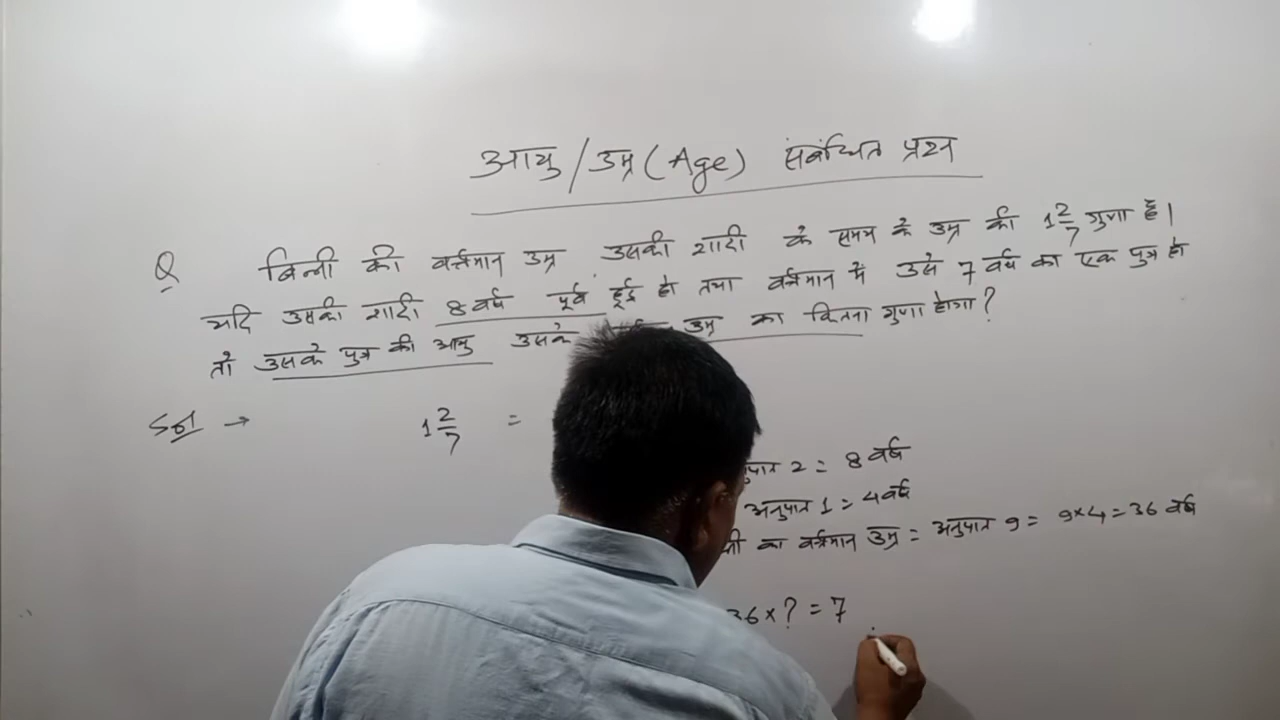 आयु/उम्र (Age) संबंधित प्रश्न
Q किसी की वर्त्तमान उम्र उसकी शादी के समय के उम्र की 1 2/7 गुणा है।
यदि उसकी शादी 8 वर्ष पूर्व हुई हो तथा वर्त्तमान में उसे 7 वर्ष का एक पुत्र हो
तो उसके पुत्र की आयु उसके उम्र का कितना गुणा होगा?
हल → 1 2/7 =
2 = 8 वर्ष
अनुपात 1 = 4 वर्ष
का वर्त्तमान उम्र = अनुपात 9 = 9×4 = 36 वर्ष
36 × ? = 7